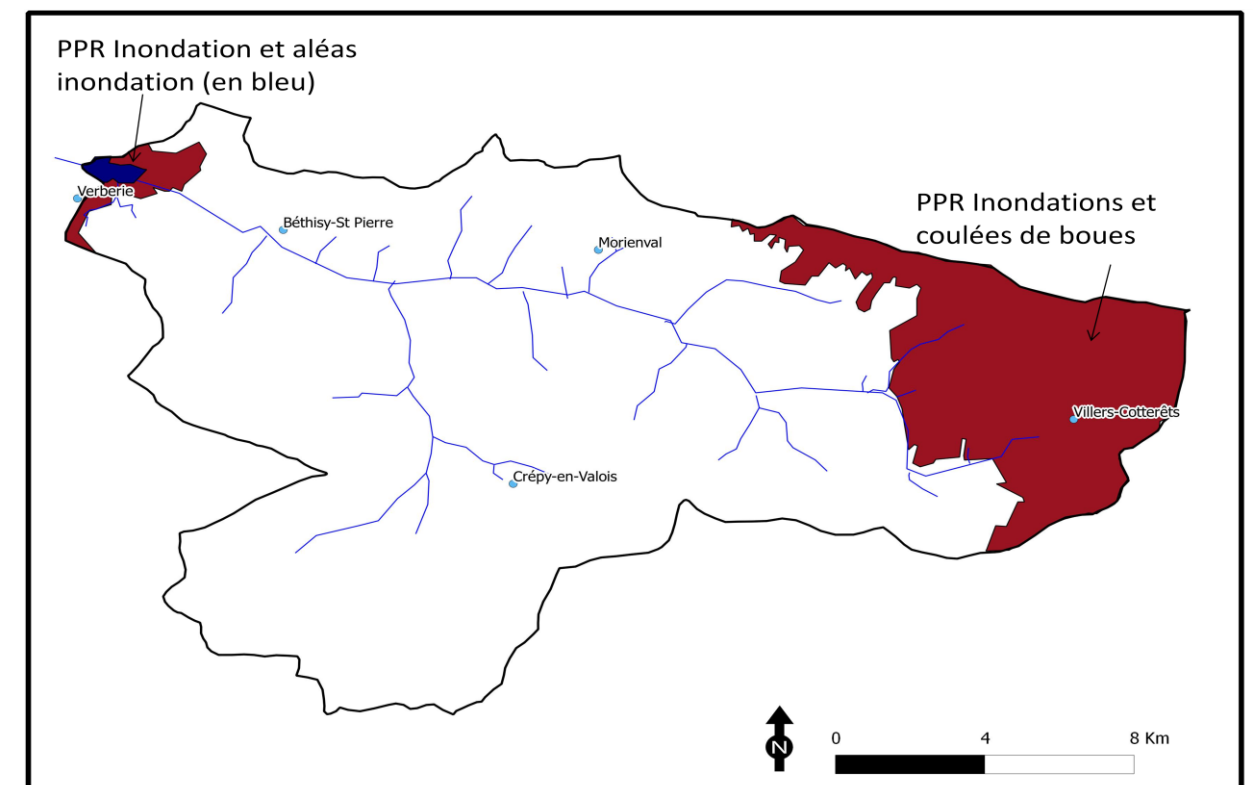 PPR Inondation et aléas
inondation (en bleu)
Verberie
Béthisy-St Pierre
Morienval
PPR Inondations et
coulées de boues
Villers-Cotterêts
Crépy-en-Valois
N
0 4 8 Km